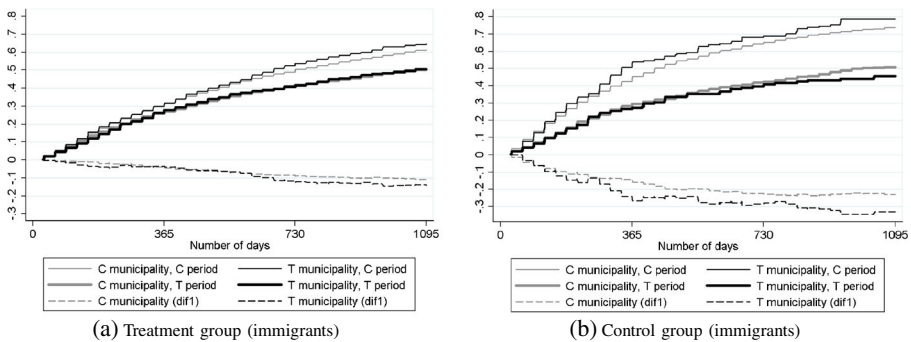 .8
.7
.6
.5
.4
.3
.2
.1
0
-.1
-.2
-.3
0 365 730 1095
Number of days
C municipality, C period T municipality, C period
C municipality, T period T municipality, T period
C municipality (dif1) T municipality (dif1)
(a) Treatment group (immigrants)
.8
.7
.6
.5
.4
.3
.2
.1
0
-.1
-.2
-.3
0 365 730 1095
Number of days
C municipality, C period T municipality, C period
C municipality, T period T municipality, T period
C municipality (dif1) T municipality (dif1)
(b) Control group (immigrants)